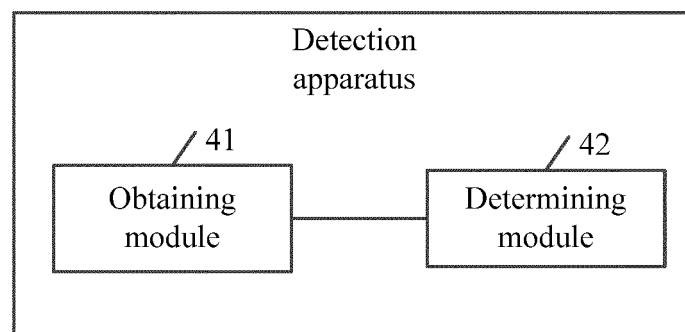 Detection
apparatus
41
42
Obtaining
module
Determining
module